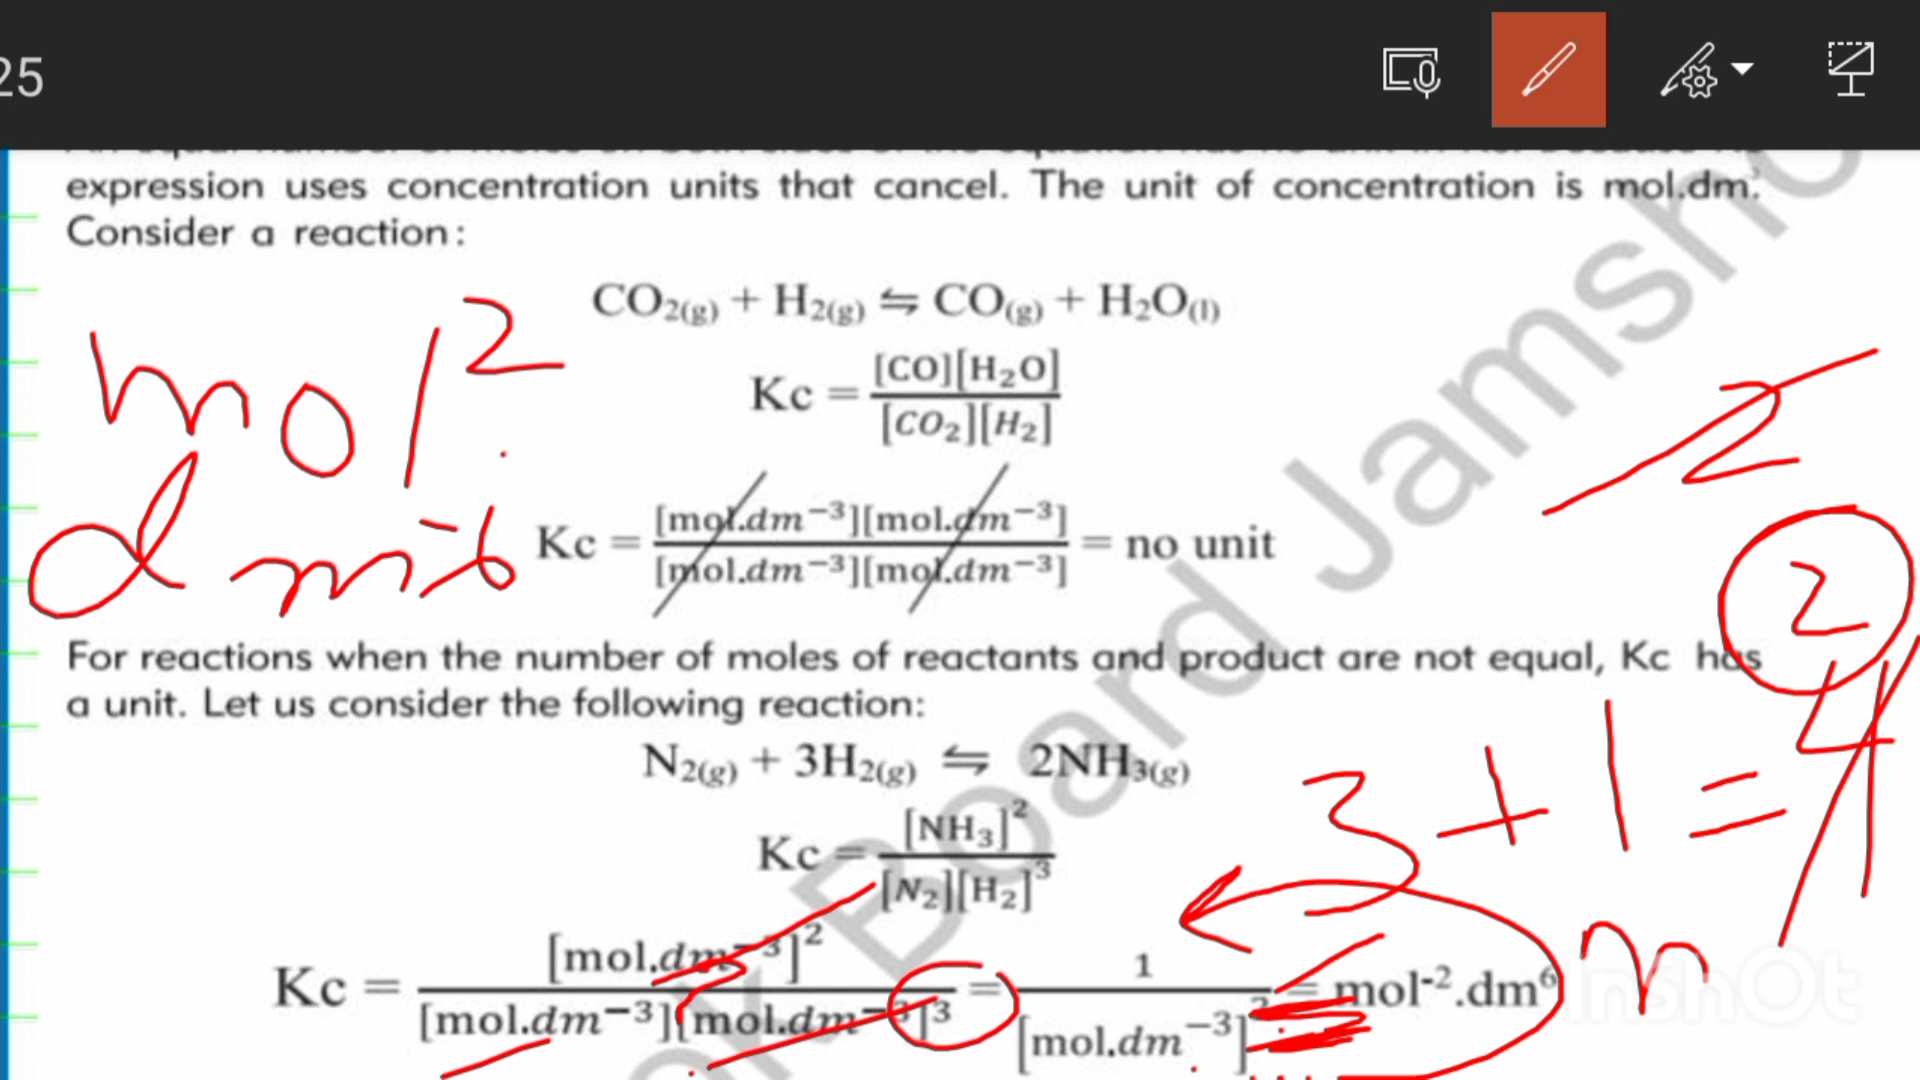 25
expression uses concentration units that cancel. The unit of concentration is mol.dm⁻³.
Consider a reaction:
CO₂(g) + H₂(g) ⇋ CO(g) + H₂O(l)
mol²
Kc = [CO][H₂O] / [CO₂][H₂]
2
dm⁻⁶
Kc = [mol.dm⁻³][mol.dm⁻³] / [mol.dm⁻³][mol.dm⁻³] = no unit
2
For reactions when the number of moles of reactants and product are not equal, Kc has
a unit. Let us consider the following reaction:
N₂(g) + 3H₂(g) ⇋ 2NH₃(g)
3 + 1 = 4
Kc = [NH₃]² / [N₂][H₂]³
Kc = [mol.dm⁻³]² / [mol.dm⁻³][mol.dm⁻³]³ = 1 / [mol.dm⁻³]² = mol⁻².dm⁶
InshOt
Book Board Jamsho